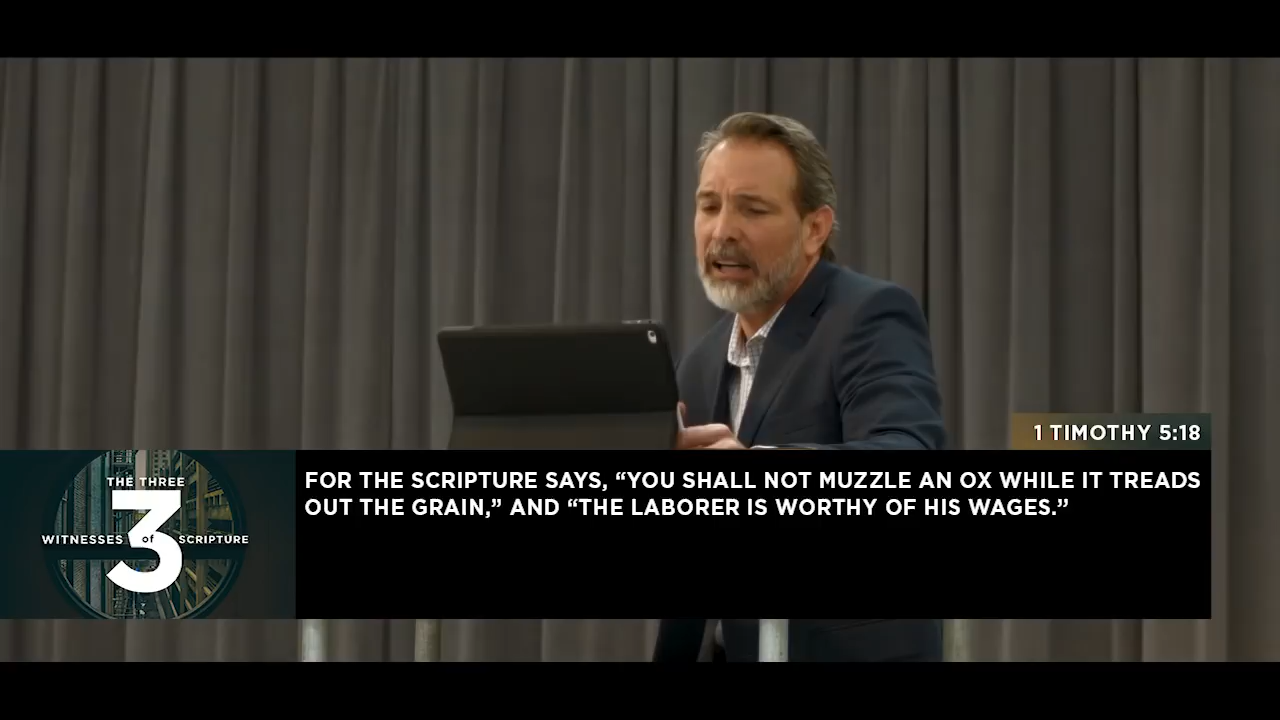 1 TIMOTHY 5:18
THE THREE
3
WITNESSES of SCRIPTURE
FOR THE SCRIPTURE SAYS, “YOU SHALL NOT MUZZLE AN OX WHILE IT TREADS
OUT THE GRAIN,” AND “THE LABORER IS WORTHY OF HIS WAGES.”